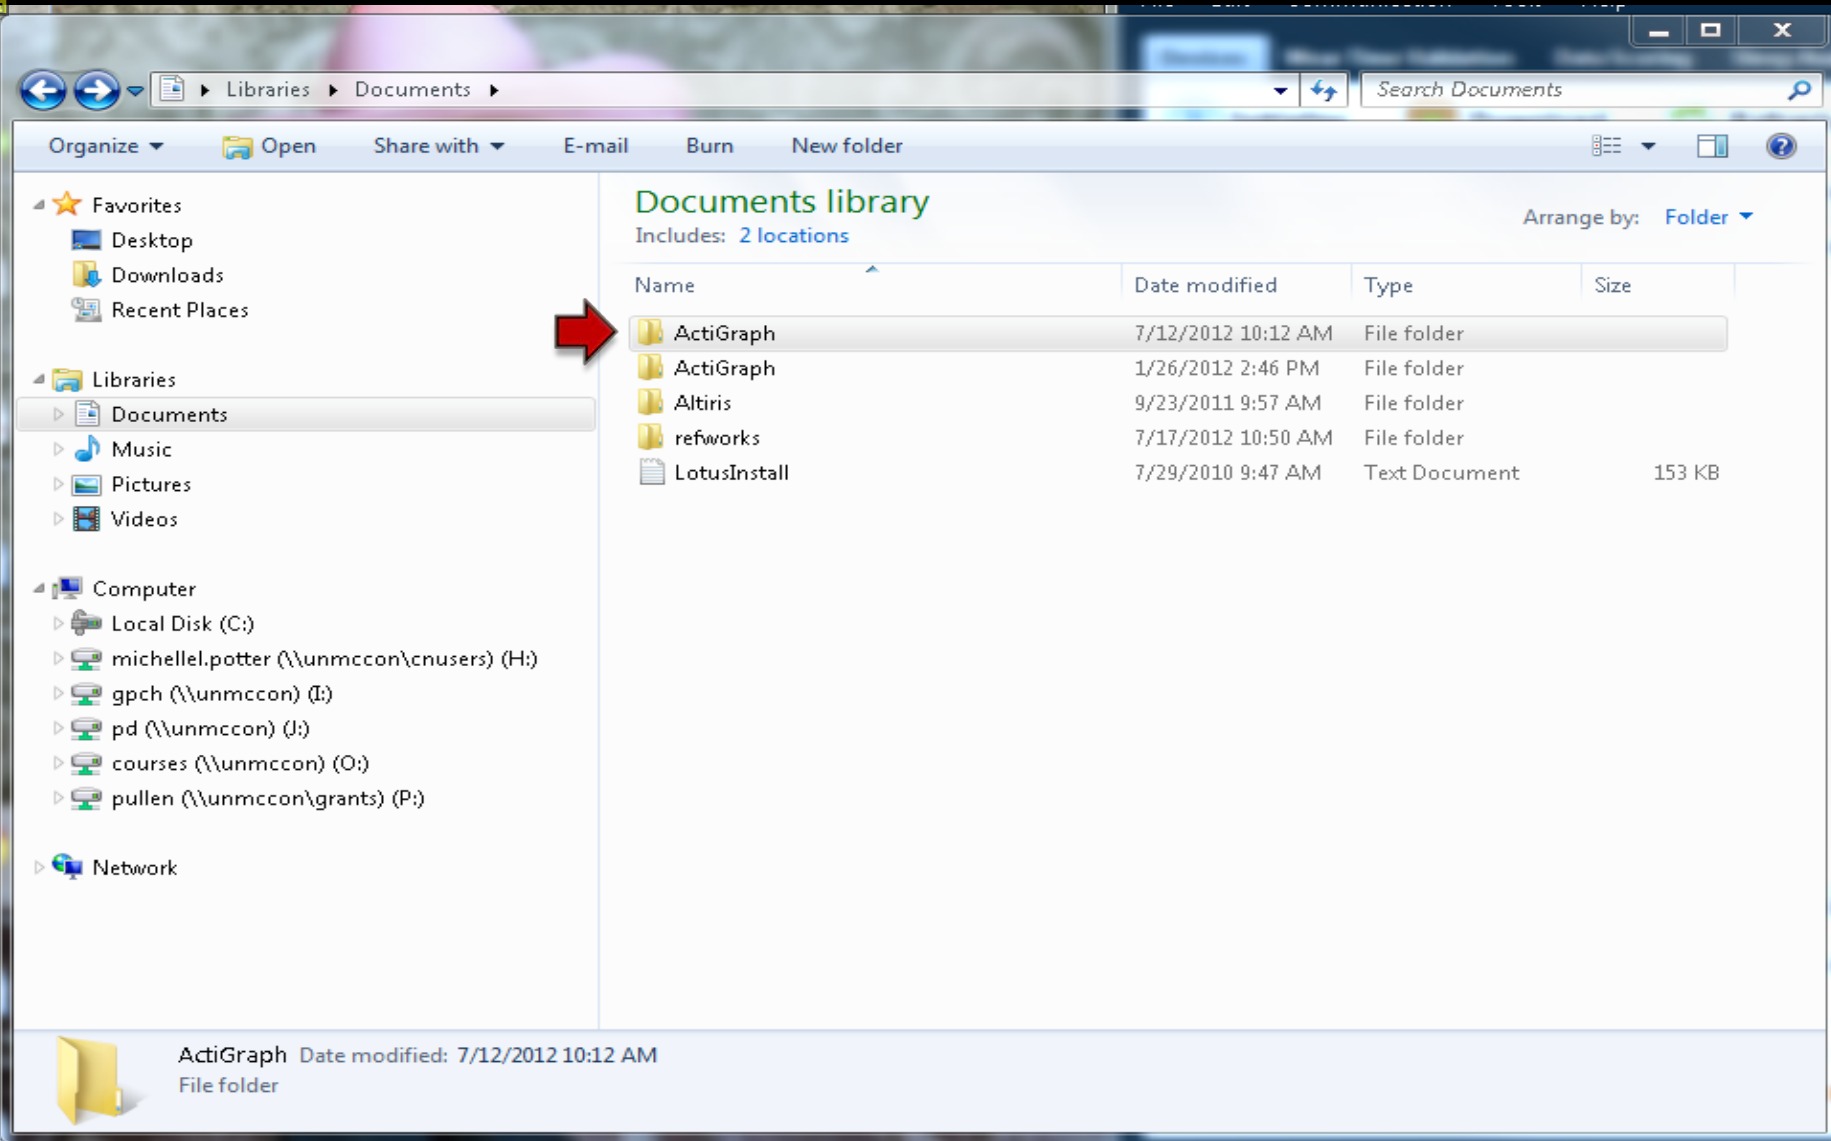 Libraries Documents
Search Documents
Organize Open Share with E-mail Burn New folder
Favorites
Desktop
Downloads
Recent Places
Libraries
Documents
Music
Pictures
Videos
Computer
Local Disk (C:)
michellel.potter (\\unmccon\cnusers) (H:)
gpch (\\unmccon) (I:)
pd (\\unmccon) (J:)
courses (\\unmccon) (O:)
pullen (\\unmccon\grants) (P:)
Network
Documents library
Includes: 2 locations
Arrange by: Folder
Name Date modified Type Size
ActiGraph 7/12/2012 10:12 AM File folder
ActiGraph 1/26/2012 2:46 PM File folder
Altiris 9/23/2011 9:57 AM File folder
refworks 7/17/2012 10:50 AM File folder
LotusInstall 7/29/2010 9:47 AM Text Document 153 KB
ActiGraph Date modified: 7/12/2012 10:12 AM
File folder